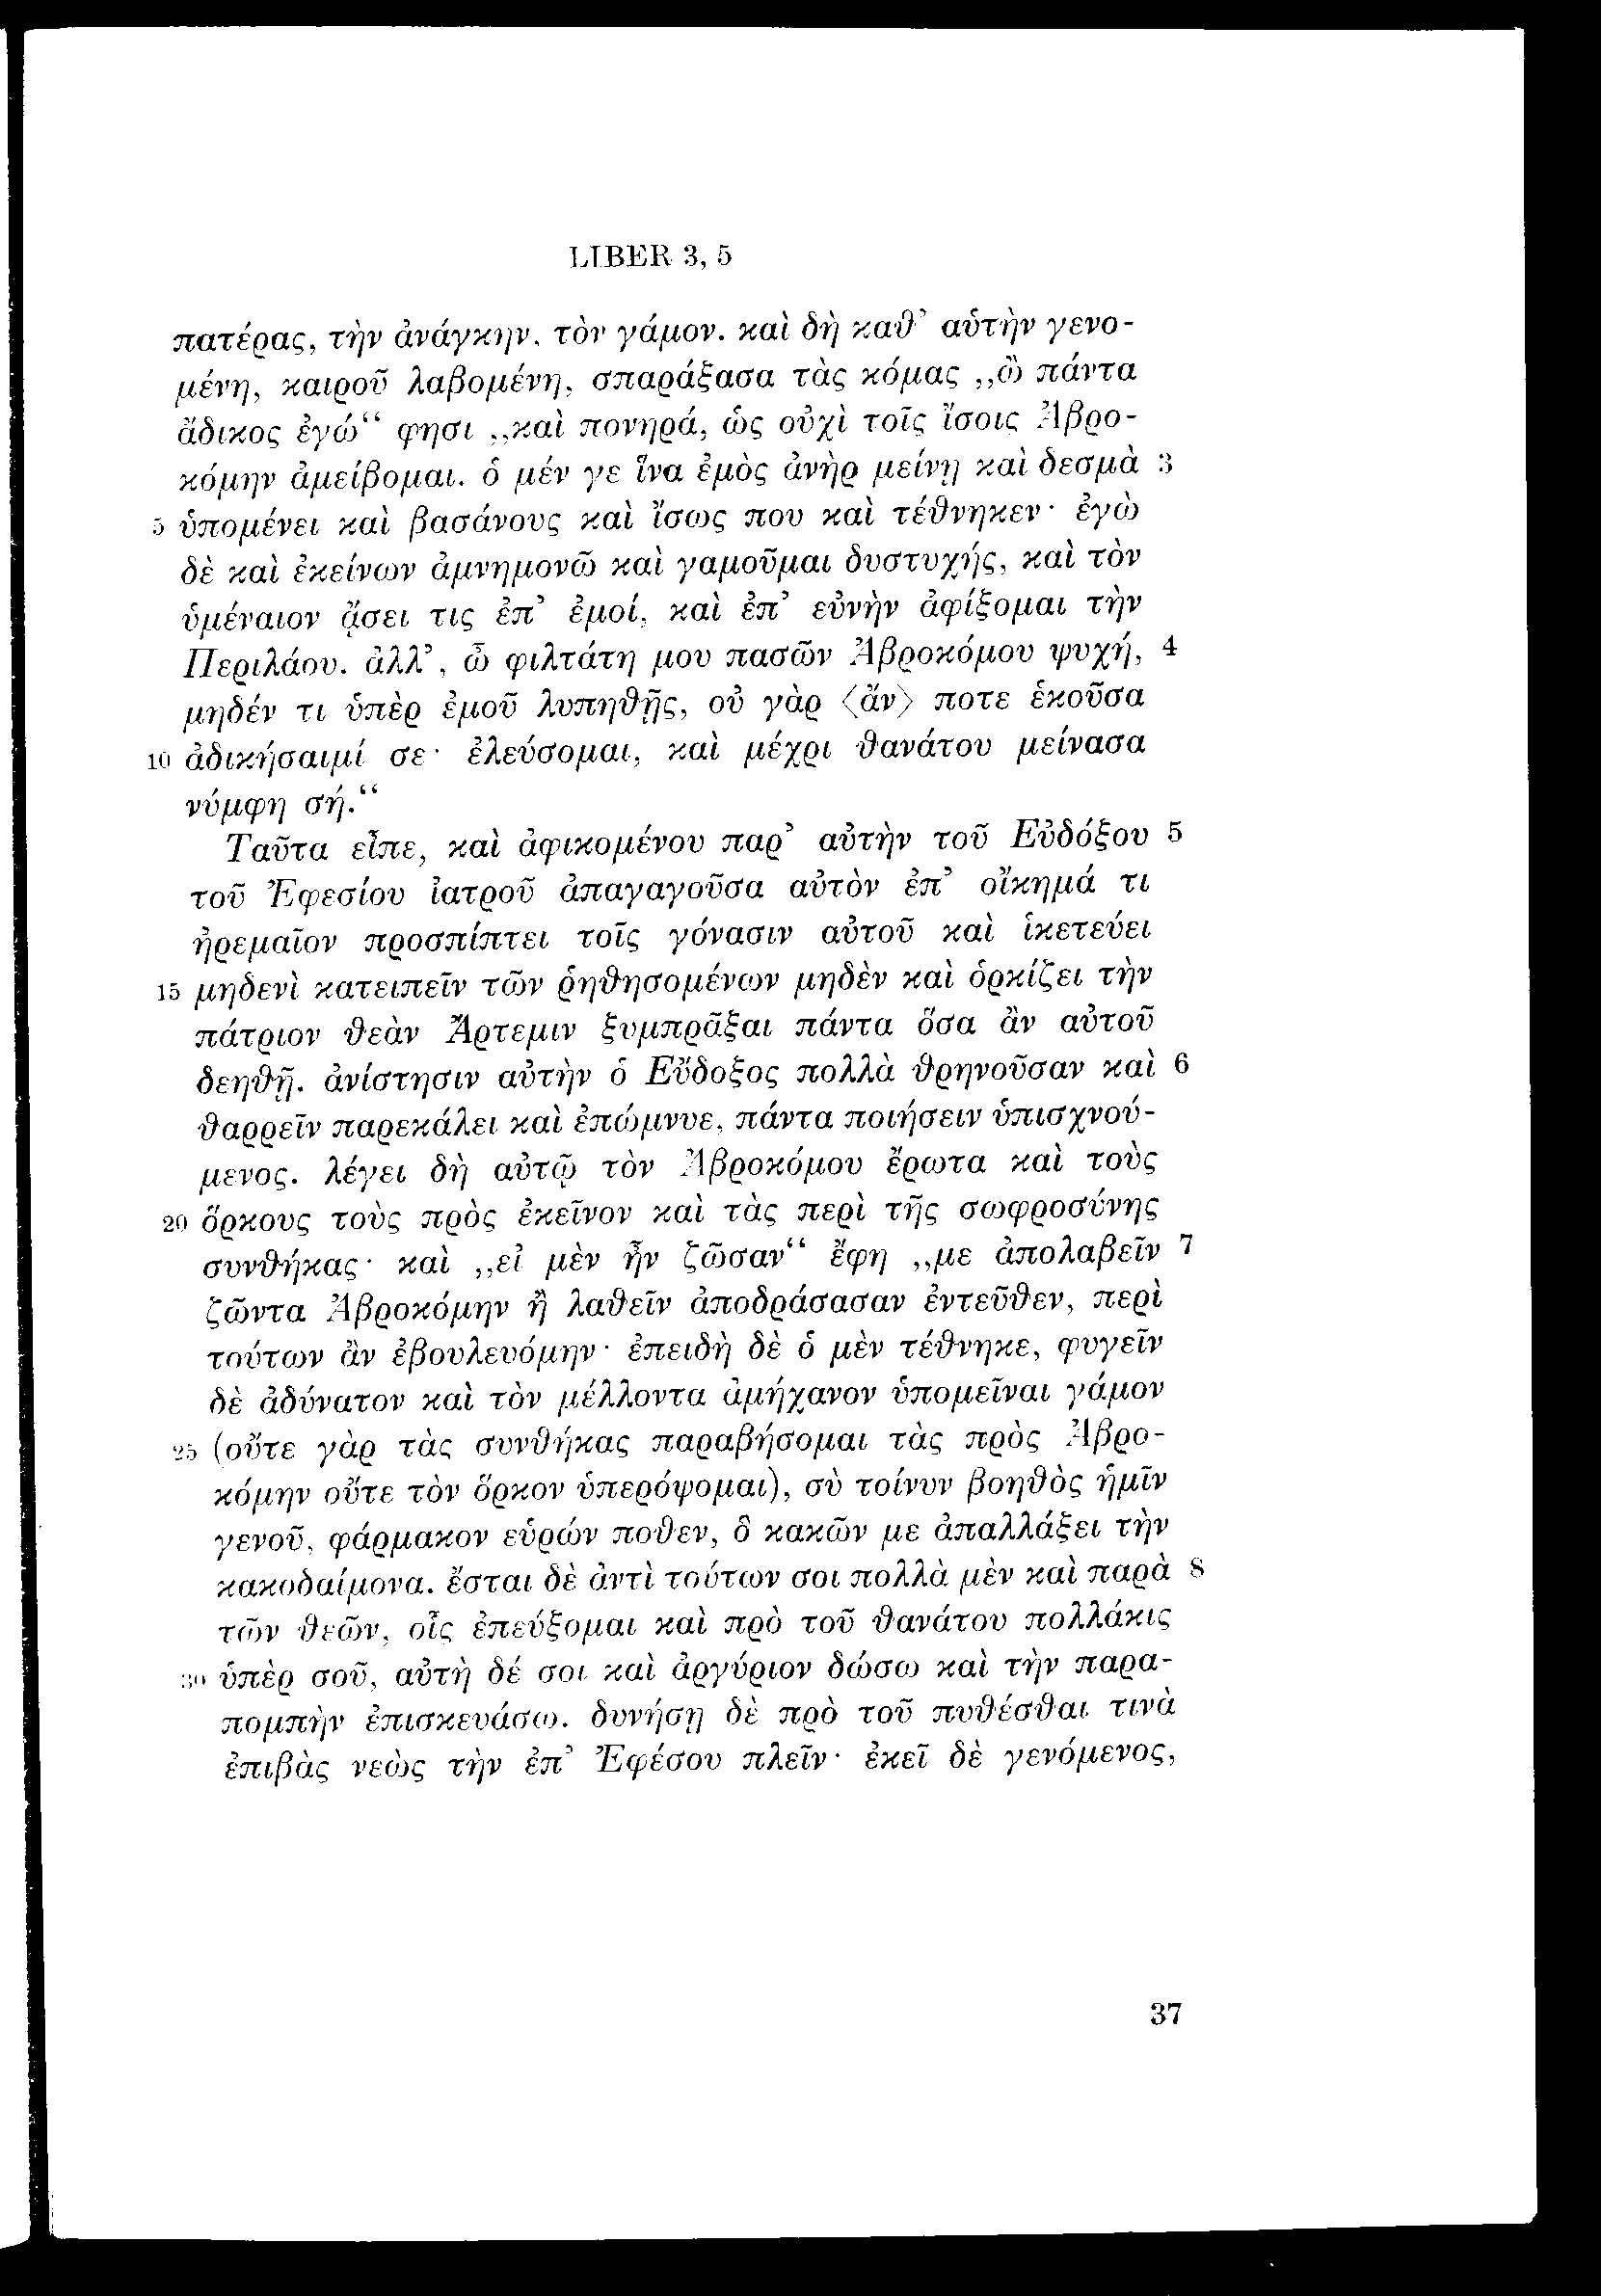 LIBER 3, 5
πατέρας, τὴν ἀνάγκην, τὸν γάμον. καὶ δὴ καθ’ αὑτὴν γενο-
μένη, καιροῦ λαβομένη, σπαράξασα τὰς κόμας „ὢ πάντα
ἄδικος ἐγώ“ φησι „καὶ πονηρά, ὡς οὐχὶ τοῖς ἴσοις Ἁβρο-
κόμην ἀμείβομαι. ὁ μέν γε ἵνα ἐμὸς ἀνὴρ μείνῃ καὶ δεσμὰ 3
5 ὑπομένει καὶ βασάνους καὶ ἴσως που καὶ τέθνηκεν· ἐγὼ
δὲ καὶ ἐκείνων ἀμνημονῶ καὶ γαμοῦμαι δυστυχής, καὶ τὸν
ὑμέναιον ᾄσει τις ἐπ’ ἐμοί, καὶ ἐπ’ εὐνὴν ἀφίξομαι τὴν
Περιλάου. ἀλλ’, ὦ φιλτάτη μου πασῶν Ἁβροκόμου ψυχή, 4
μηδέν τι ὑπὲρ ἐμοῦ λυπηθῇς, οὐ γὰρ 〈ἄν〉 ποτε ἑκοῦσα
10 ἀδικήσαιμί σε· ἐλεύσομαι, καὶ μέχρι θανάτου μείνασα
νύμφη σή.“
Ταῦτα εἶπε, καὶ ἀφικομένου παρ’ αὐτὴν τοῦ Εὐδόξου 5
τοῦ Ἐφεσίου ἰατροῦ ἀπαγαγοῦσα αὐτὸν ἐπ’ οἴκημά τι
ἠρεμαῖον προσπίπτει τοῖς γόνασιν αὐτοῦ καὶ ἱκετεύει
15 μηδενὶ κατειπεῖν τῶν ῥηθησομένων μηδὲν καὶ ὁρκίζει τὴν
πάτριον θεὰν Ἄρτεμιν ξυμπρᾶξαι πάντα ὅσα ἂν αὐτοῦ
δεηθῇ. ἀνίστησιν αὐτὴν ὁ Εὔδοξος πολλὰ θρηνοῦσαν καὶ 6
θαρρεῖν παρεκάλει καὶ ἐπώμνυε, πάντα ποιήσειν ὑπισχνού-
μενος. λέγει δὴ αὐτῷ τὸν Ἁβροκόμου ἔρωτα καὶ τοὺς
20 ὅρκους τοὺς πρὸς ἐκεῖνον καὶ τὰς περὶ τῆς σωφροσύνης
συνθήκας· καὶ „εἰ μὲν ἦν ζῶσαν“ ἔφη „με ἀπολαβεῖν 7
ζῶντα Ἁβροκόμην ἢ λαθεῖν ἀποδράσασαν ἐντεῦθεν, περὶ
τούτων ἂν ἐβουλευόμην· ἐπειδὴ δὲ ὁ μὲν τέθνηκε, φυγεῖν
δὲ ἀδύνατον καὶ τὸν μέλλοντα ἀμήχανον ὑπομεῖναι γάμον
25 (οὔτε γὰρ τὰς συνθήκας παραβήσομαι τὰς πρὸς Ἁβρο-
κόμην οὔτε τὸν ὅρκον ὑπερόψομαι), σὺ τοίνυν βοηθὸς ἡμῖν
γενοῦ, φάρμακον εὑρών ποθεν, ὃ κακῶν με ἀπαλλάξει τὴν
κακοδαίμονα. ἔσται δὲ ἀντὶ τούτων σοι πολλὰ μὲν καὶ παρὰ 8
τῶν θεῶν, οἷς ἐπεύξομαι καὶ πρὸ τοῦ θανάτου πολλάκις
30 ὑπὲρ σοῦ, αὐτὴ δέ σοι καὶ ἀργύριον δώσω καὶ τὴν παρα-
πομπὴν ἐπισκευάσω. δυνήσῃ δὲ πρὸ τοῦ πυθέσθαι τινὰ
ἐπιβὰς νεὼς τὴν ἐπ’ Ἐφέσου πλεῖν· ἐκεῖ δὲ γενόμενος,
37